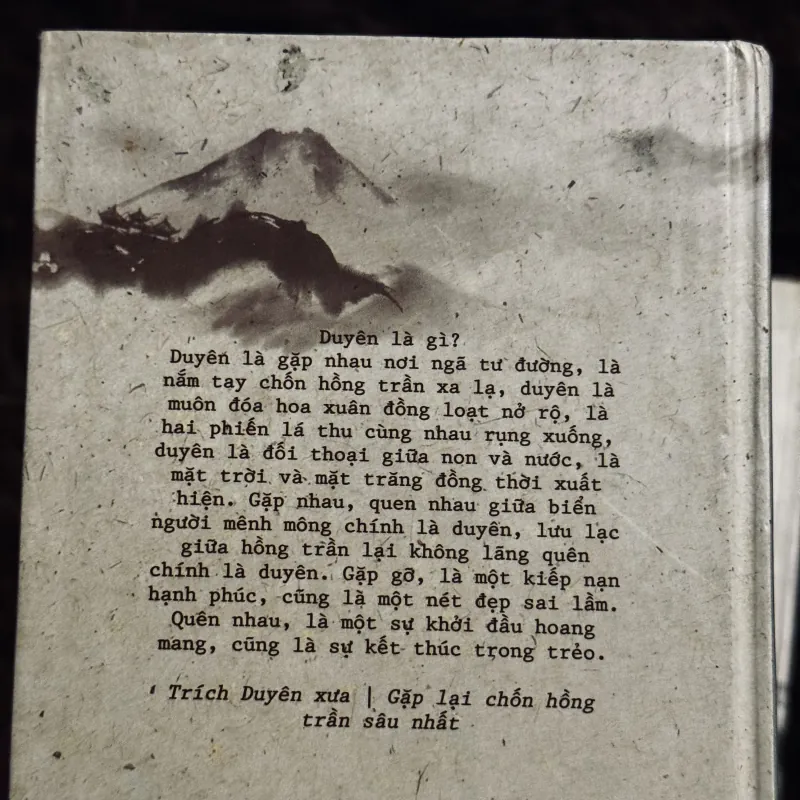 Duyên là gì?
Duyên là gặp nhau nơi ngã tư đường, là
nắm tay chốn hồng trần xa lạ, duyên là
muôn đóa hoa xuân đồng loạt nở rộ, là
hai phiến lá thu cùng nhau rụng xuống,
duyên là đối thoại giữa non và nước, là
mặt trời và mặt trăng đồng thời xuất
hiện. Gặp nhau, quen nhau giữa biển
người mênh mông chính là duyên, lưu lạc
giữa hồng trần lại không lãng quên
chính là duyên. Gặp gỡ, là một kiếp nạn
hạnh phúc, cũng là một nét đẹp sai lầm.
Quên nhau, là một sự khởi đầu hoang
mang, cũng là sự kết thúc trong trẻo.
Trích Duyên xưa | Gặp lại chốn hồng
trần sâu nhất